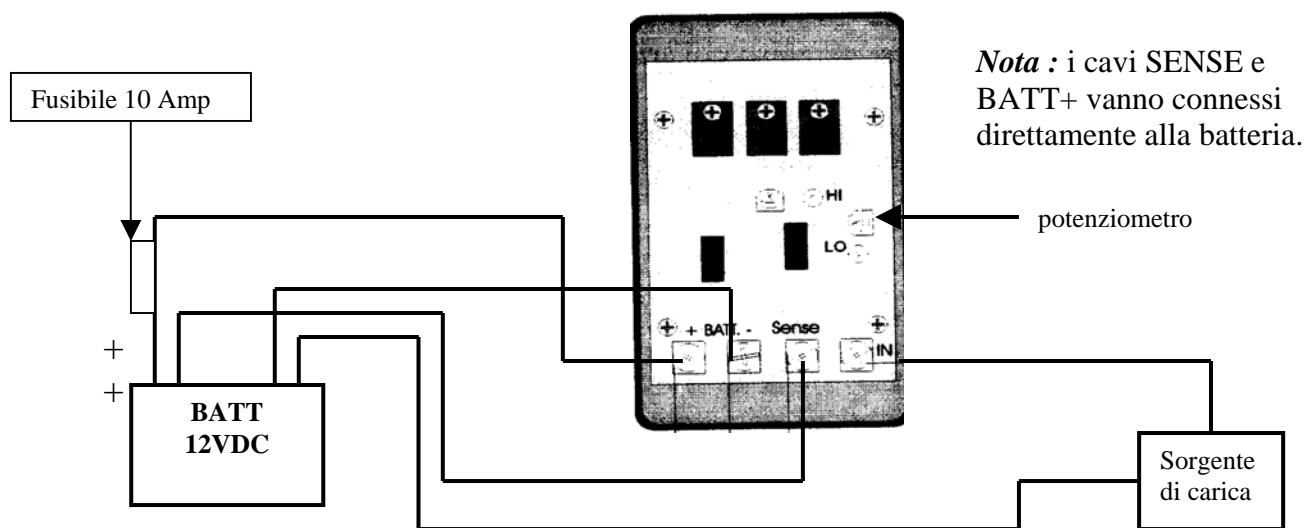 Fusibile 10 Amp
Nota : i cavi SENSE e
BATT+ vanno connessi
direttamente alla batteria.
HI
potenziometro
LO.
+ BATT. - Sense
IN
+
+
BATT
12VDC
Sorgente
di carica